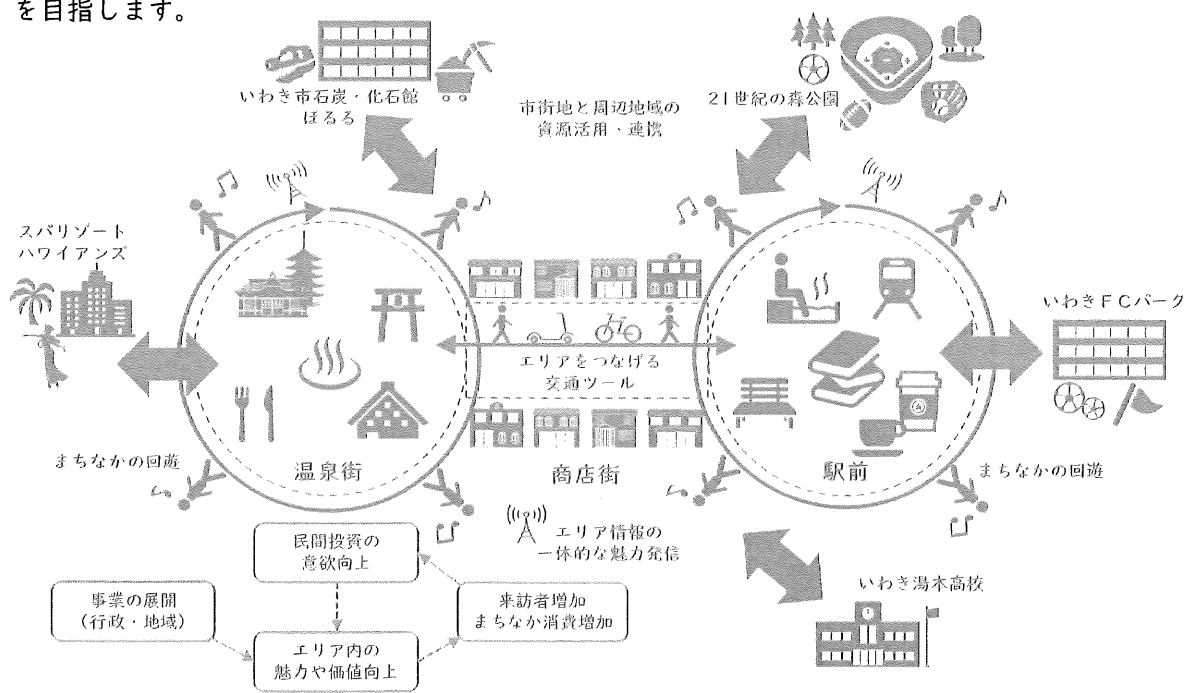 を目指します。
いわき市石炭・化石館
ほるる
市街地と周辺地域の
資源活用・連携
21世紀の森公園
スパリゾート
ハワイアンズ
いわきFCパーク
エリアをつなげる
交通ツール
まちなかの回遊
温泉街
商店街
駅前
まちなかの回遊
エリア情報の
一体的な魅力発信
民間投資の
意欲向上
事業の展開
(行政・地域)
来訪者増加
まちなか消費増加
エリア内の
魅力や価値向上
いわき湯本高校